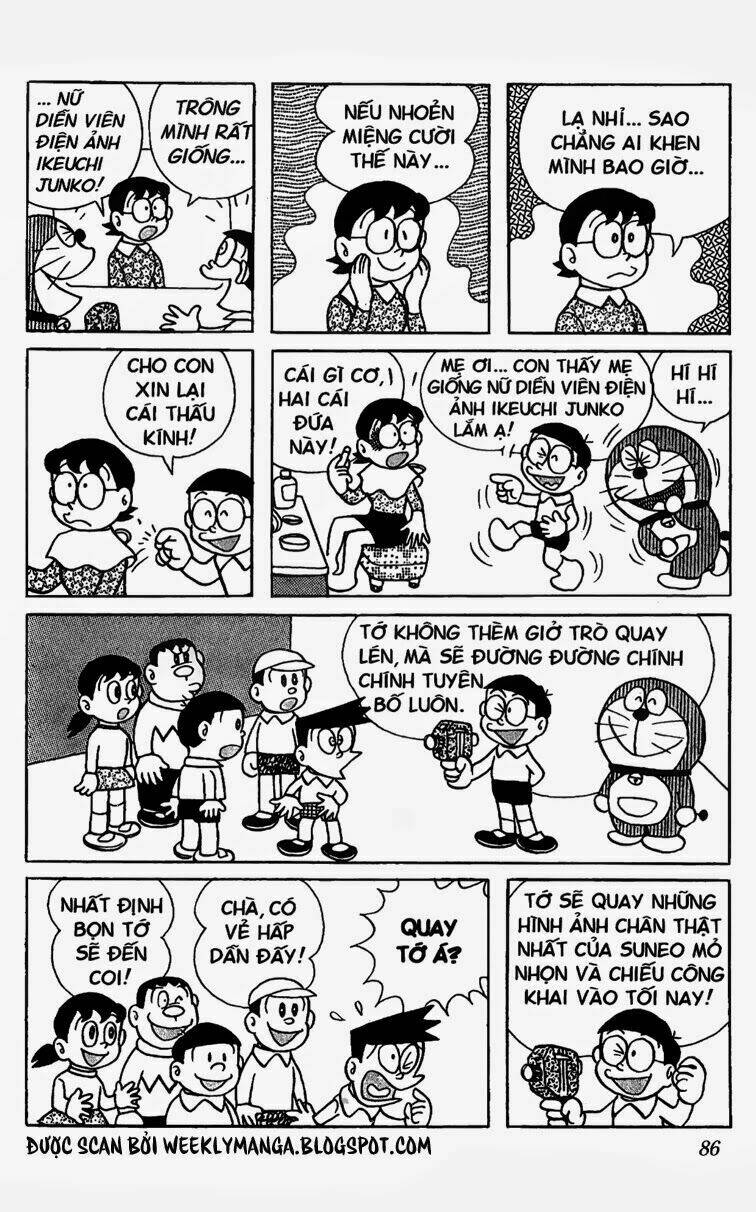 ... NỮ
DIỄN VIÊN
ĐIỆN ẢNH
IKEUCHI
JUNKO!
TRÔNG
MÌNH RẤT
GIỐNG...
NẾU NHOẺN
MIỆNG CƯỜI
THẾ NÀY...
LẠ NHỈ... SAO
CHẲNG AI KHEN
MÌNH BAO GIỜ...
CHO CON
XIN LẠI
CÁI THẤU
KÍNH!
CÁI GÌ CƠ,
HAI CÁI
ĐỨA
NÀY!
MẸ ƠI... CON THẤY MẸ
GIỐNG NỮ DIỄN VIÊN ĐIỆN
ẢNH IKEUCHI JUNKO
LẮM Ạ!
HÍ HÍ
HÍ...
TỚ KHÔNG THÈM GIỞ TRÒ QUAY
LÉN, MÀ SẼ ĐƯỜNG ĐƯỜNG CHÍNH
CHÍNH TUYÊN
BỐ LUÔN.
NHẤT ĐỊNH
BỌN TỚ
SẼ ĐẾN
COI!
CHÀ, CÓ
VẺ HẤP
DẪN ĐẤY!
QUAY
TỚ Á?
TỚ SẼ QUAY NHỮNG
HÌNH ẢNH CHÂN THẬT
NHẤT CỦA SUNEO MỎ
NHỌN VÀ CHIẾU CÔNG
KHAI VÀO TỐI NAY!
ĐƯỢC SCAN BỞI WEEKLYMANGA.BLOGSPOT.COM
86